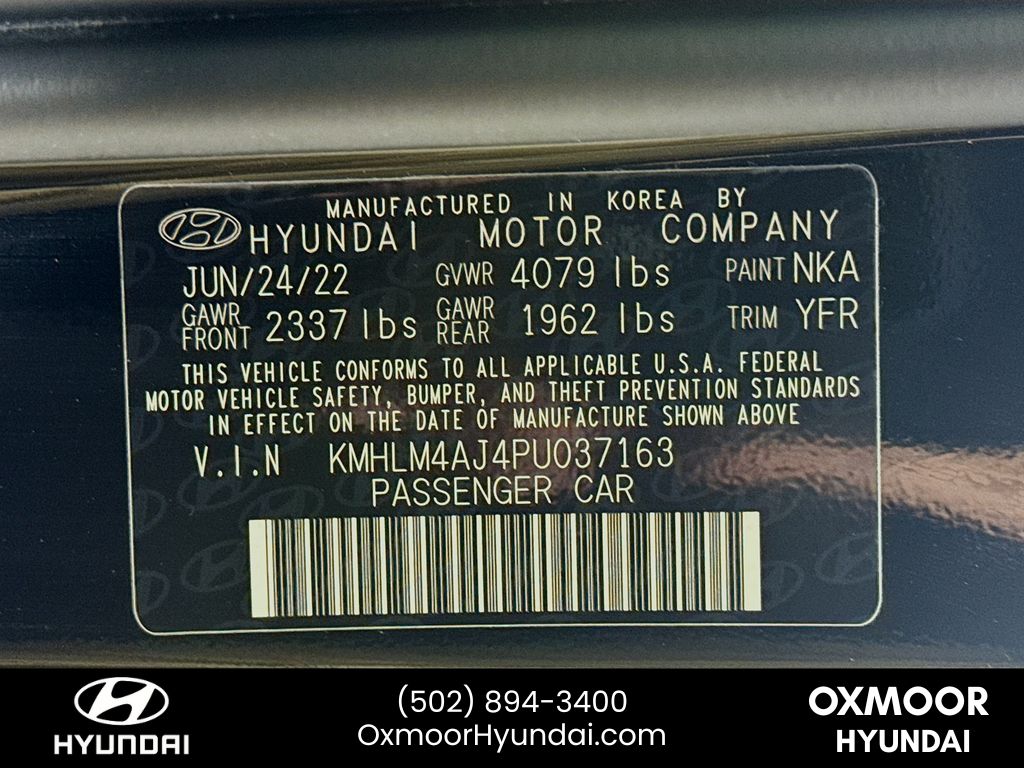 MANUFACTURED IN KOREA BY
HYUNDAI MOTOR COMPANY
JUN/24/22 GVWR 4079 lbs PAINT NKA
GAWR FRONT 2337 lbs GAWR REAR 1962 lbs TRIM YFR
THIS VEHICLE CONFORMS TO ALL APPLICABLE U.S.A. FEDERAL
MOTOR VEHICLE SAFETY, BUMPER, AND THEFT PREVENTION STANDARDS
IN EFFECT ON THE DATE OF MANUFACTURE SHOWN ABOVE
V.I.N KMHLM4AJ4PU037163
PASSENGER CAR
HYUNDAI
(502) 894-3400
OxmoorHyundai.com
OXMOOR
HYUNDAI